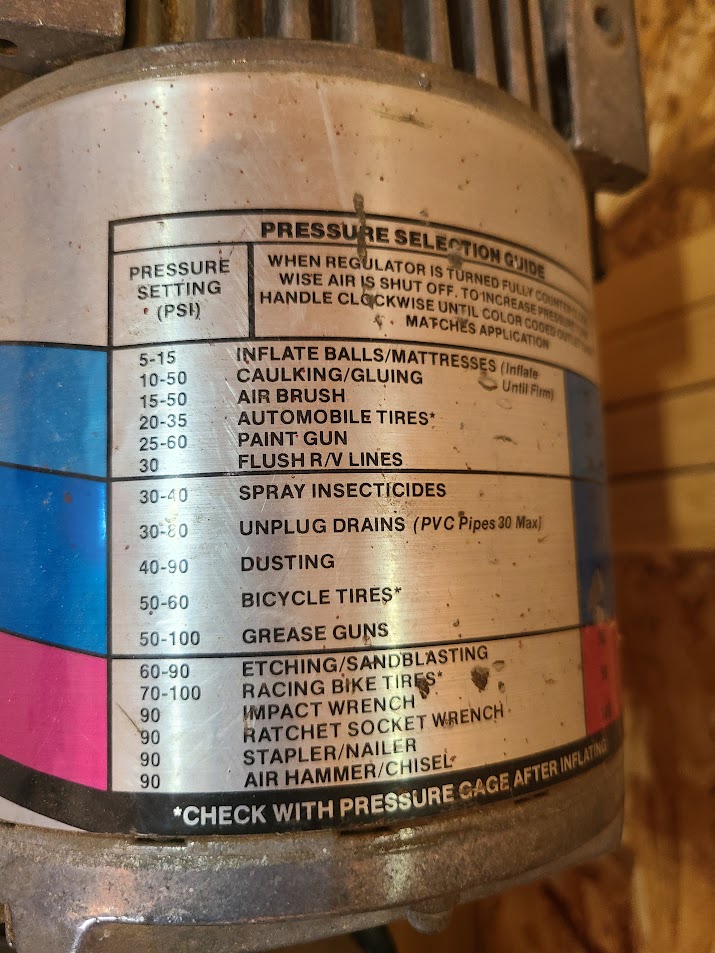 PRESSURE SELECTION GUIDE
PRESSURE
SETTING
(PSI)
WHEN REGULATOR IS TURNED FULLY
WISE AIR IS SHUT OFF. TO INCREASE
HANDLE CLOCKWISE UNTIL COLOR CODED
MATCHES APPLICATION
5-15 INFLATE BALLS/MATTRESSES (Inflate
Until Firm)
10-50 CAULKING/GLUING
15-50 AIR BRUSH
20-35 AUTOMOBILE TIRES*
25-60 PAINT GUN
30 FLUSH R/V LINES
30-40 SPRAY INSECTICIDES
UNPLUG DRAINS (PVC Pipes 30 Max)
40-90 DUSTING
50-60 BICYCLE TIRES*
50-100 GREASE GUNS
60-90 ETCHING/SANDBLASTING
70-100 RACING BIKE TIRES*
90 IMPACT WRENCH
90 RATCHET SOCKET WRENCH
90 STAPLER/NAILER
90 AIR HAMMER/CHISEL
*CHECK WITH PRESSURE GAGE AFTER INFLATING